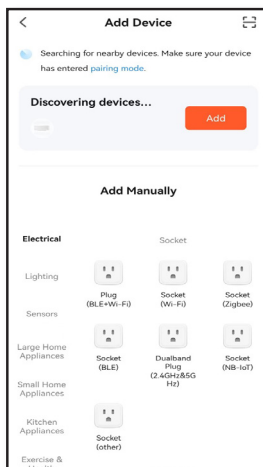 Add Device
Searching for nearby devices. Make sure your device
has entered pairing mode.
Discovering devices...
Add
Add Manually
Electrical
Socket
Lighting
Plug
(BLE+Wi-Fi)
Socket
(Wi-Fi)
Socket
(Zigbee)
Sensors
Large Home
Appliances
Socket
(BLE)
Dualband
Plug
(2.4GHz&5G
Hz)
Socket
(NB-IoT)
Small Home
Appliances
Kitchen
Appliances
Socket
(other)
Exercise &